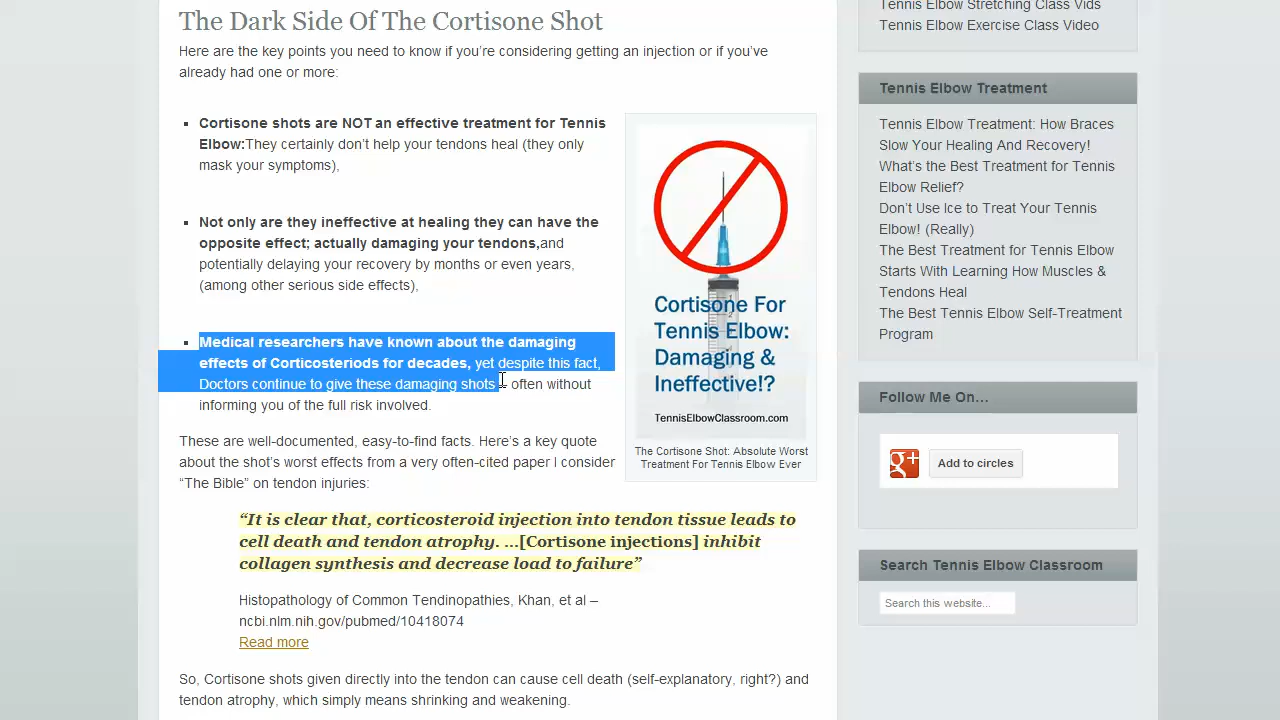 The Dark Side Of The Cortisone Shot
Here are the key points you need to know if you're considering getting an injection or if you've
already had one or more:
Cortisone shots are NOT an effective treatment for Tennis
Elbow:They certainly don't help your tendons heal (they only
mask your symptoms),
Not only are they ineffective at healing they can have the
opposite effect; actually damaging your tendons,and
potentially delaying your recovery by months or even years,
(among other serious side effects),
Medical researchers have known about the damaging
effects of Corticosteriods for decades, yet despite this fact,
Doctors continue to give these damaging shots – often without
informing you of the full risk involved.
Cortisone For
Tennis Elbow:
Damaging &
Ineffective!?
TennisElbowClassroom.com
The Cortisone Shot: Absolute Worst
Treatment For Tennis Elbow Ever
These are well-documented, easy-to-find facts. Here's a key quote
about the shot's worst effects from a very often-cited paper I consider
“The Bible” on tendon injuries:
“It is clear that, corticosteroid injection into tendon tissue leads to
cell death and tendon atrophy. …[Cortisone injections] inhibit
collagen synthesis and decrease load to failure”
Histopathology of Common Tendinopathies, Khan, et al –
ncbi.nlm.nih.gov/pubmed/10418074
Read more
So, Cortisone shots given directly into the tendon can cause cell death (self-explanatory, right?) and
tendon atrophy, which simply means shrinking and weakening.
Tennis Elbow Stretching Class Vids
Tennis Elbow Exercise Class Video
Tennis Elbow Treatment
Tennis Elbow Treatment: How Braces
Slow Your Healing And Recovery!
What's the Best Treatment for Tennis
Elbow Relief?
Don't Use Ice to Treat Your Tennis
Elbow! (Really)
The Best Treatment for Tennis Elbow
Starts With Learning How Muscles &
Tendons Heal
The Best Tennis Elbow Self-Treatment
Program
Follow Me On…
g+
Add to circles
Search Tennis Elbow Classroom
Search this website...